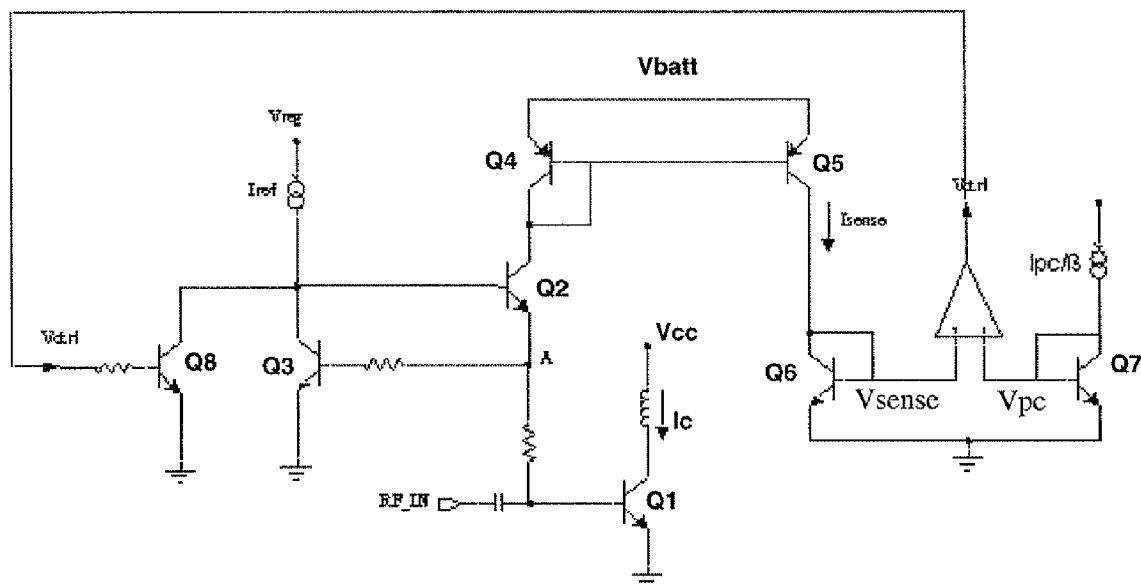 Vbatt
Vreg
Q4
Q5
Iref
Vctrl
Isense
Ipc/ß
Q2
Vcc
Vctrl
Q8
Q3
A
Q6
Q7
Vsense
Vpc
Ic
RF_IN
Q1